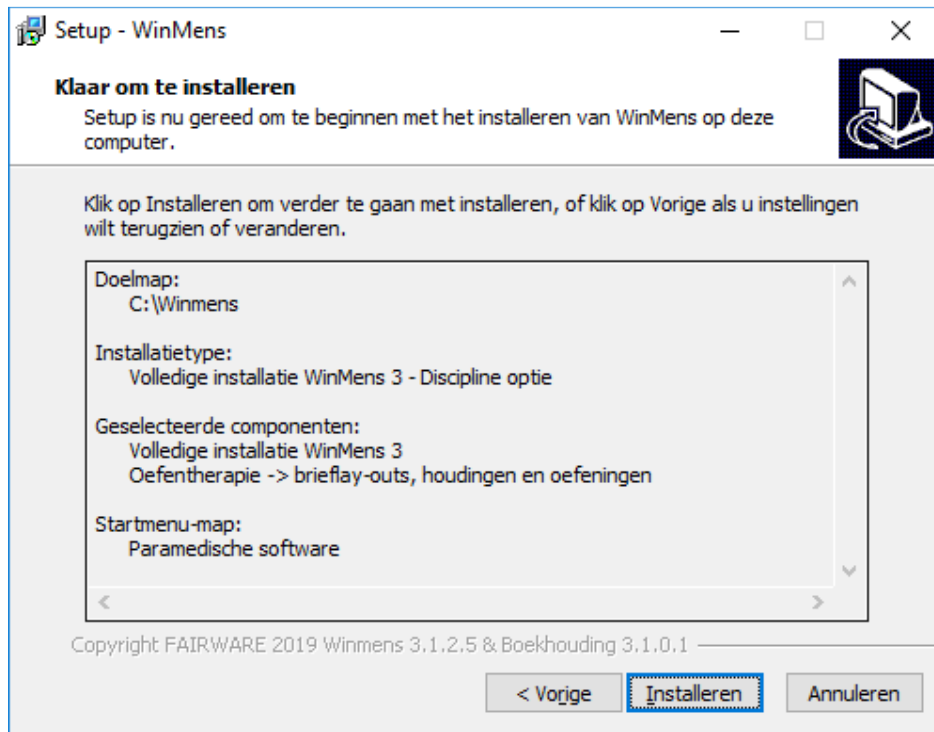 Setup - WinMens
Klaar om te installeren
Setup is nu gereed om te beginnen met het installeren van WinMens op deze
computer.
Klik op Installeren om verder te gaan met installeren, of klik op Vorige als u instellingen
wilt terugzien of veranderen.
Doelmap:
C:\Winmens
Installatietype:
Volledige installatie WinMens 3 - Discipline optie
Geselecteerde componenten:
Volledige installatie WinMens 3
Oefentherapie -> brieflay-outs, houdingen en oefeningen
Startmenu-map:
Paramedische software
Copyright FAIRWARE 2019 Winmens 3.1.2.5 & Boekhouding 3.1.0.1
< Vorige
Installeren
Annuleren